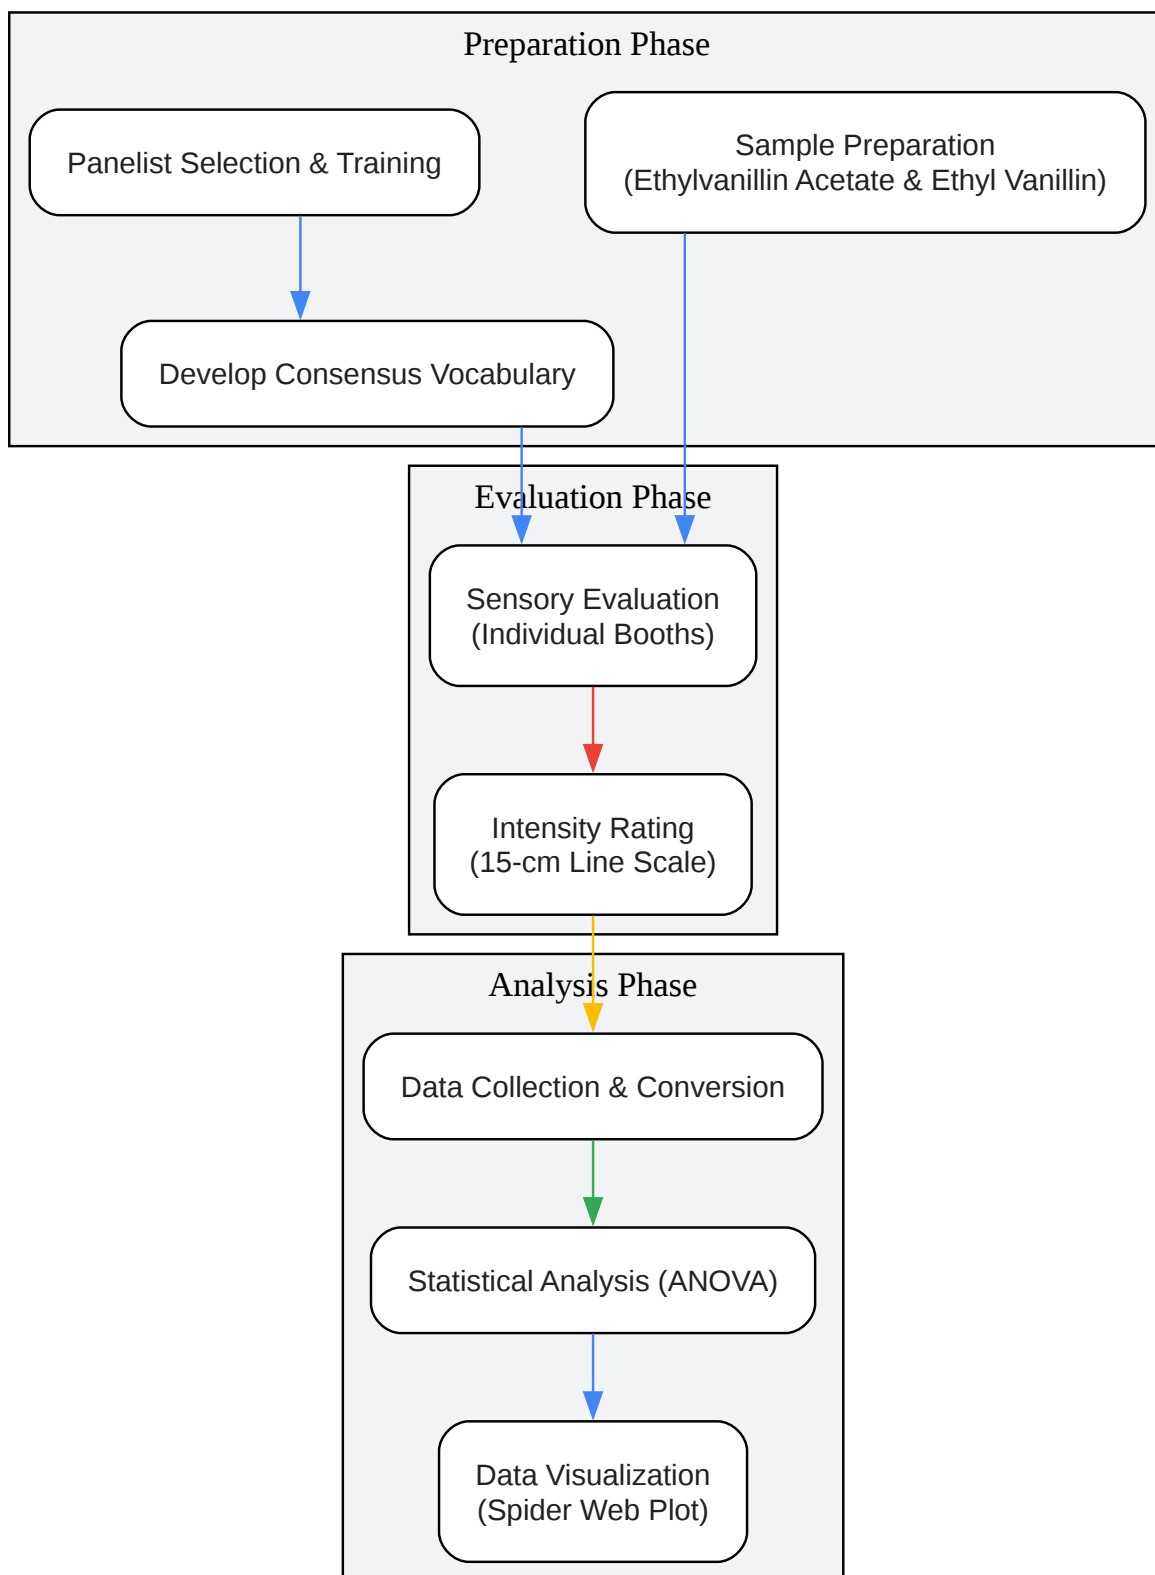 Preparation Phase
Panelist Selection & Training
Sample Preparation
(Ethylvanillin Acetate & Ethyl Vanillin)
Develop Consensus Vocabulary
Evaluation Phase
Sensory Evaluation
(Individual Booths)
Intensity Rating
(15-cm Line Scale)
Analysis Phase
Data Collection & Conversion
Statistical Analysis (ANOVA)
Data Visualization
(Spider Web Plot)